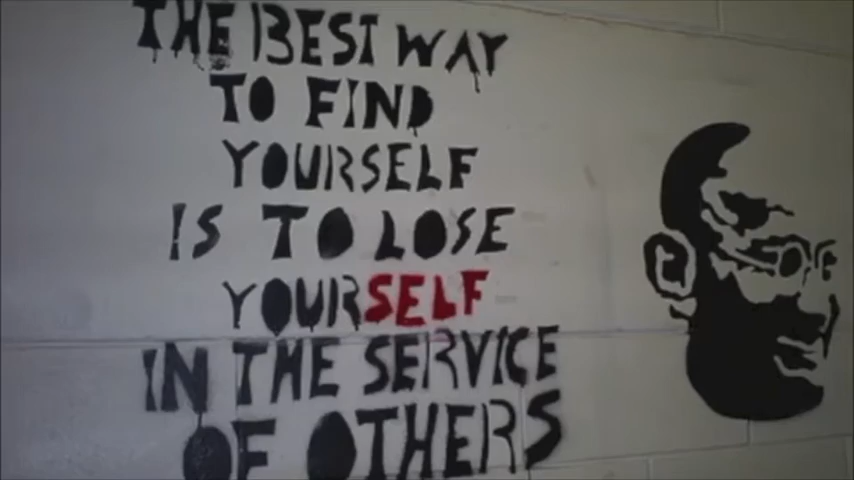 THE BEST WAY
TO FIND
YOURSELF
IS TO LOSE
YOURSELF
IN THE SERVICE
OF OTHERS